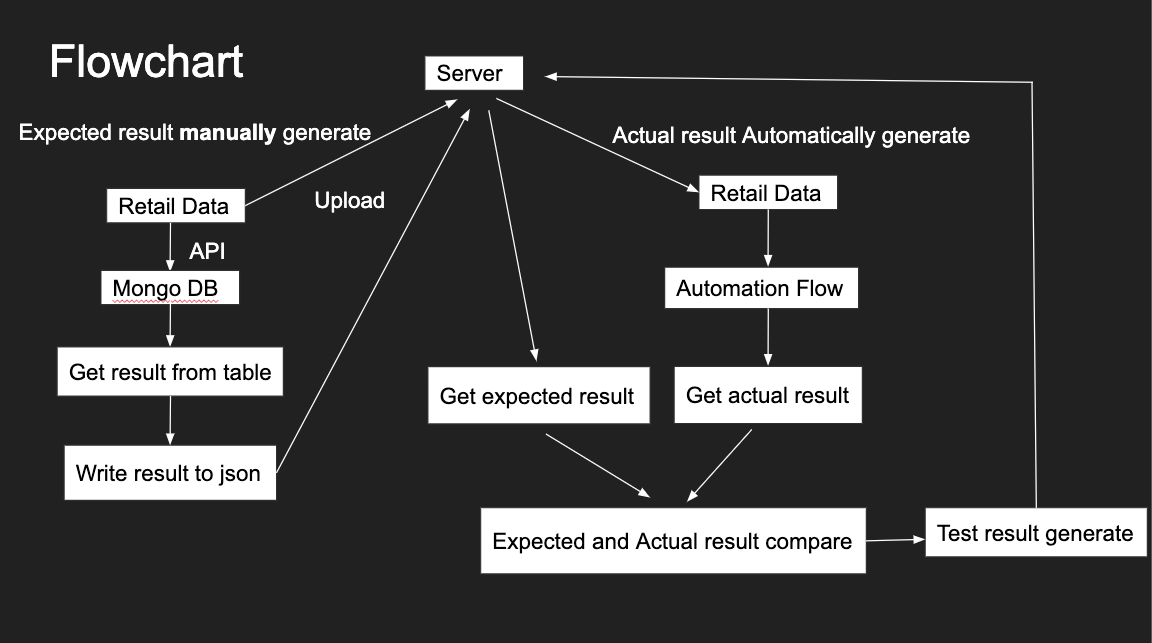 Flowchart
Server
Expected result manually generate
Actual result Automatically generate
Retail Data
Upload
Retail Data
API
Mongo DB
Automation Flow
Get result from table
Get expected result
Get actual result
Write result to json
Expected and Actual result compare
Test result generate